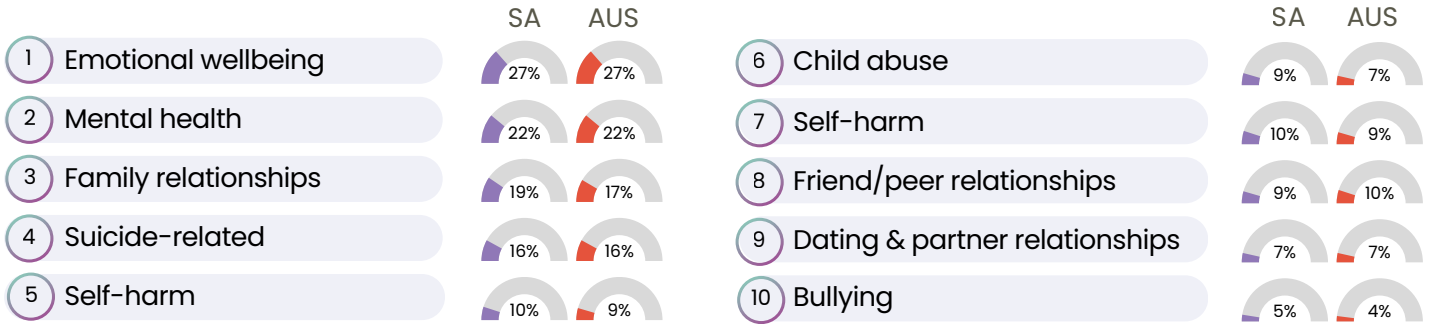 SA AUS
1 Emotional wellbeing 27% 27%
2 Mental health 22% 22%
3 Family relationships 19% 17%
4 Suicide-related 16% 16%
5 Self-harm 10% 9%
SA AUS
6 Child abuse 9% 7%
7 Self-harm 10% 9%
8 Friend/peer relationships 9% 10%
9 Dating & partner relationships 7% 7%
10 Bullying 5% 4%